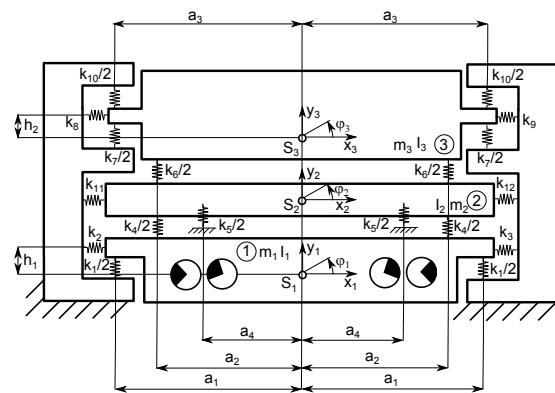 a₃ a₃
k₁₀/2 k₁₀/2
y₃
h₂ k₈ φ₃ k₉
S₃ x₃ m₃ I₃ ③
k₇/2 k₇/2
k₆/2 y₂ k₆/2
k₁₁ φ₂ k₁₂
S₂ x₂ I₂ m₂ ②
k₂ k₄/2 k₅/2 k₅/2 k₄/2 k₃
① m₁ I₁ y₁
h₁ k₁/2 φ₁ k₁/2
S₁ x₁
a₄ a₄
a₂ a₂
a₁ a₁